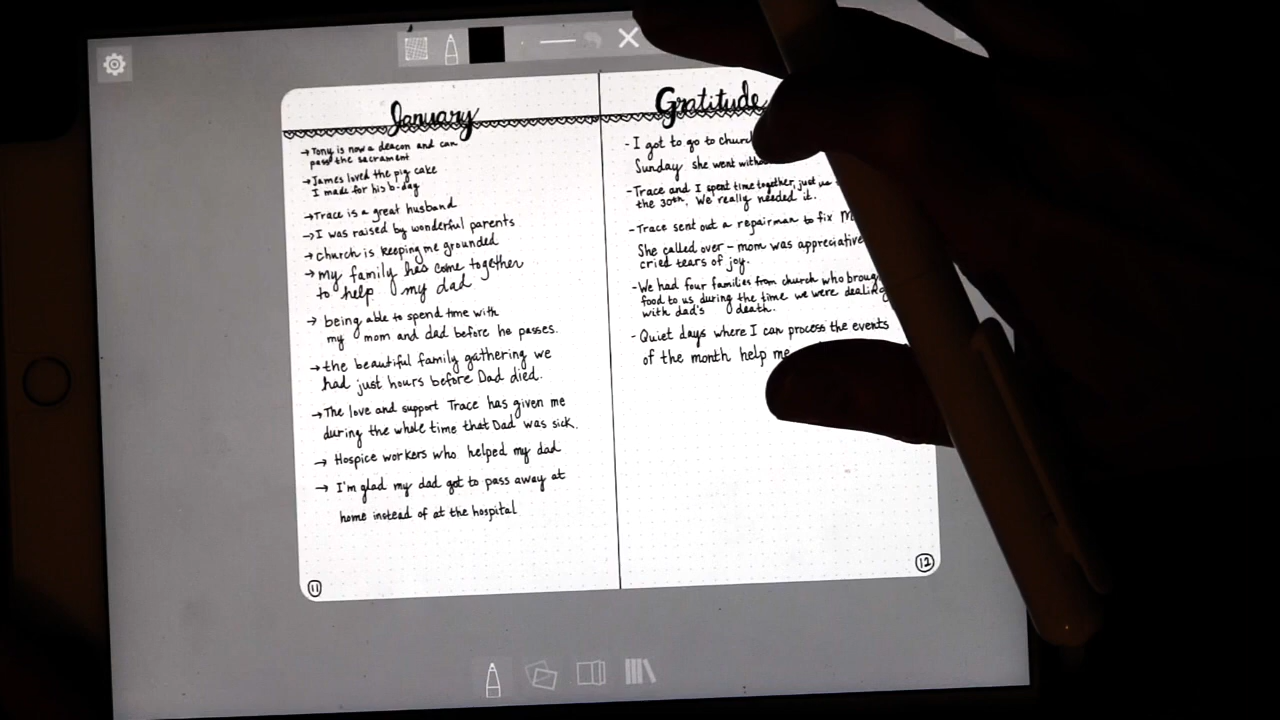 January
→ Tony is now a deacon and can
pass the sacrament
→ James loved the pig cake
I made for his b-day
→ Trace is a great husband
→ I was raised by wonderful parents
→ church is keeping me grounded
→ my family has come together
to help my dad
→ being able to spend time with
my mom and dad before he passes.
→ the beautiful family gathering we
had just hours before Dad died.
→ The love and support Trace has given me
during the whole time that Dad was sick.
→ Hospice workers who helped my dad
→ I'm glad my dad got to pass away at
home instead of at the hospital
11
Gratitude
- I got to go to
Sunday she went
- Trace and I spent time together, just us
the 30th. We really needed it.
- Trace sent out a repairman to fix
She called over - mom was appreciative
cried tears of joy.
- We had four families from church who
food to us during the time we were
with dad's death.
- Quiet days where I can process the events
of the month help me
12